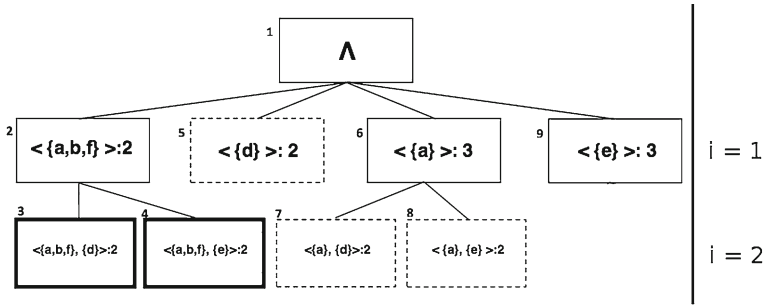 1
Λ
2
< {a,b,f} >:2
5
< {d} >: 2
6
< {a} >: 3
9
< {e} >: 3
i = 1
3
<{a,b,f}, {d}>:2
4
<{a,b,f}, {e}>:2
7
<{a}, {d}>:2
8
< {a}, {e} >:2
i = 2